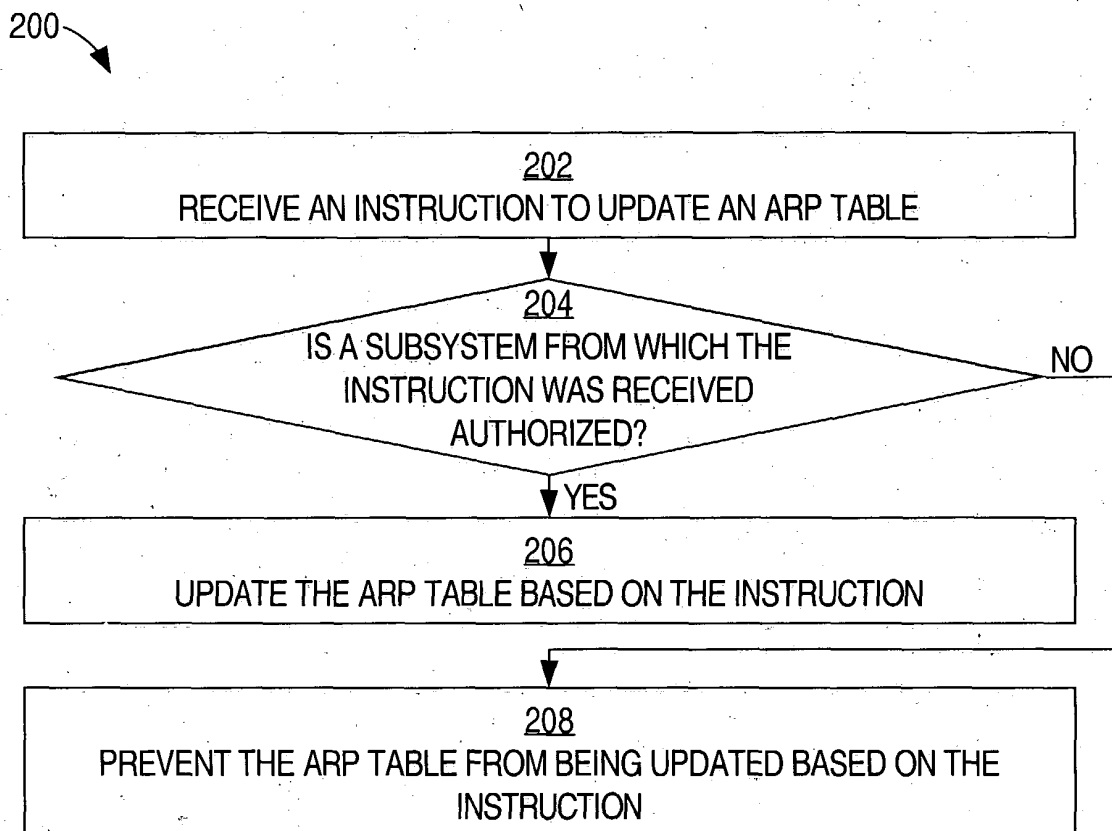 200
202
RECEIVE AN INSTRUCTION TO UPDATE AN ARP TABLE
204
IS A SUBSYSTEM FROM WHICH THE
INSTRUCTION WAS RECEIVED
AUTHORIZED?
NO
YES
206
UPDATE THE ARP TABLE BASED ON THE INSTRUCTION
208
PREVENT THE ARP TABLE FROM BEING UPDATED BASED ON THE
INSTRUCTION